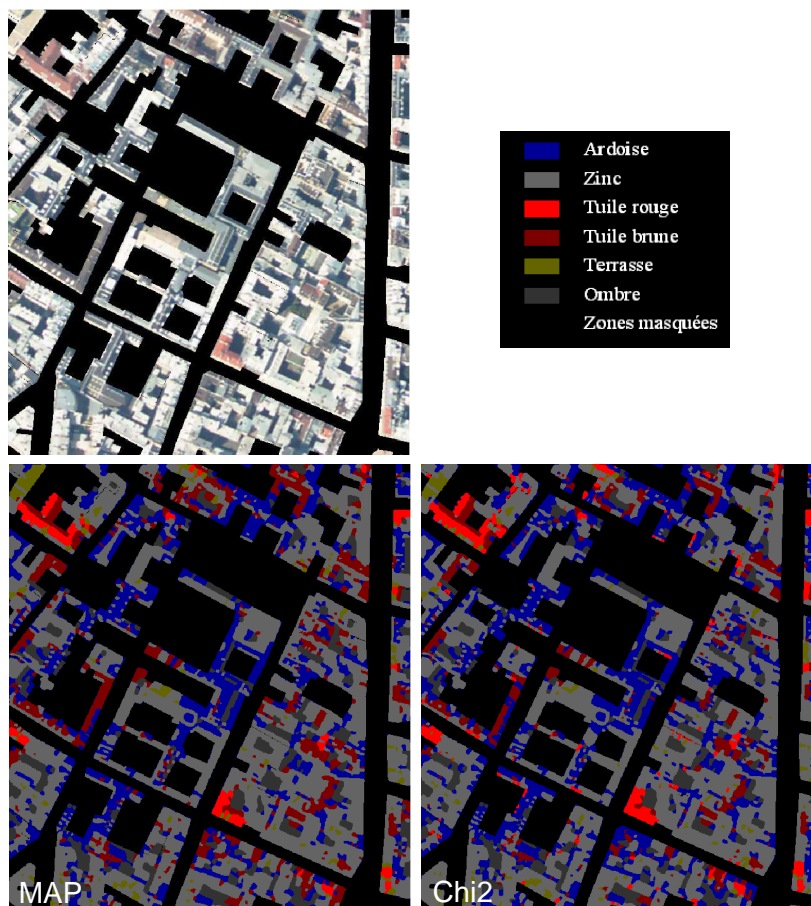 Ardoise
Zinc
Tuile rouge
Tuile brune
Terrasse
Ombre
Zones masquées
MAP
Chi2